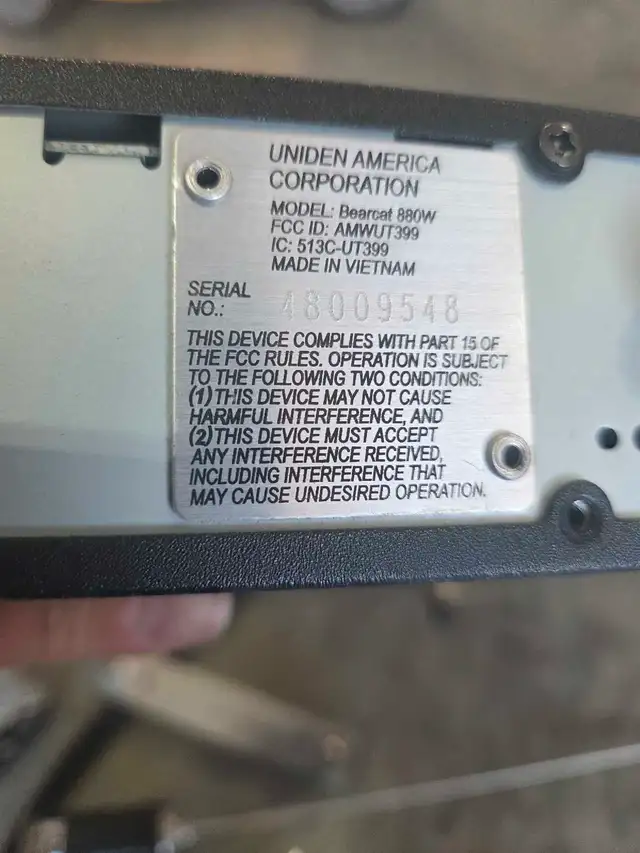 UNIDEN AMERICA
CORPORATION
MODEL: Bearcat 880W
FCC ID: AMWUT399
IC: 513C-UT399
MADE IN VIETNAM
SERIAL
NO.: 48009548
THIS DEVICE COMPLIES WITH PART 15 OF
THE FCC RULES. OPERATION IS SUBJECT
TO THE FOLLOWING TWO CONDITIONS:
(1) THIS DEVICE MAY NOT CAUSE
HARMFUL INTERFERENCE, AND
(2) THIS DEVICE MUST ACCEPT
ANY INTERFERENCE RECEIVED,
INCLUDING INTERFERENCE THAT
MAY CAUSE UNDESIRED OPERATION.